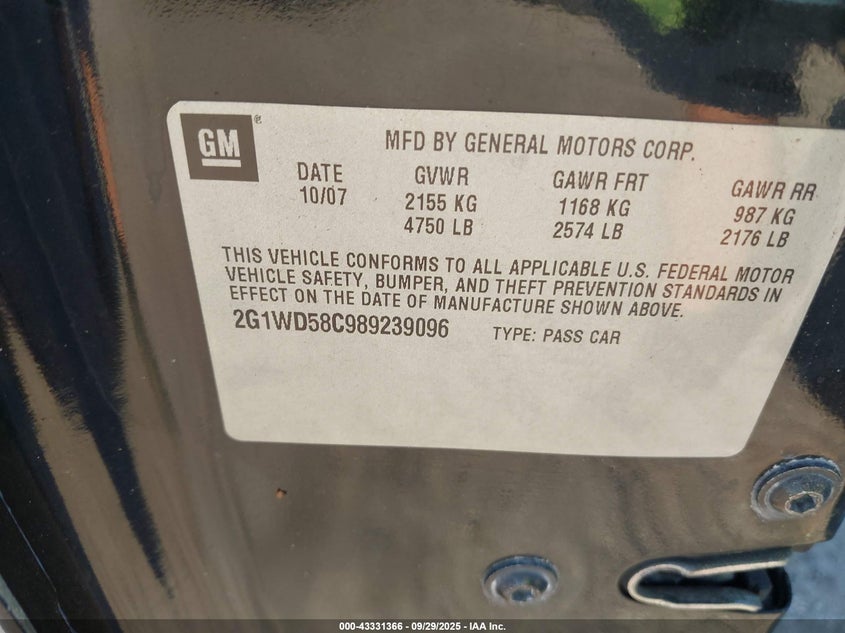 GM®
MFD BY GENERAL MOTORS CORP.
DATE GVWR GAWR FRT GAWR RR
10/07 2155 KG 1168 KG 987 KG
4750 LB 2574 LB 2176 LB
THIS VEHICLE CONFORMS TO ALL APPLICABLE U.S. FEDERAL MOTOR
VEHICLE SAFETY, BUMPER, AND THEFT PREVENTION STANDARDS IN
EFFECT ON THE DATE OF MANUFACTURE SHOWN ABOVE.
2G1WD58C989239096 TYPE: PASS CAR
000-43331366 - 09/29/2025 - IAA Inc.